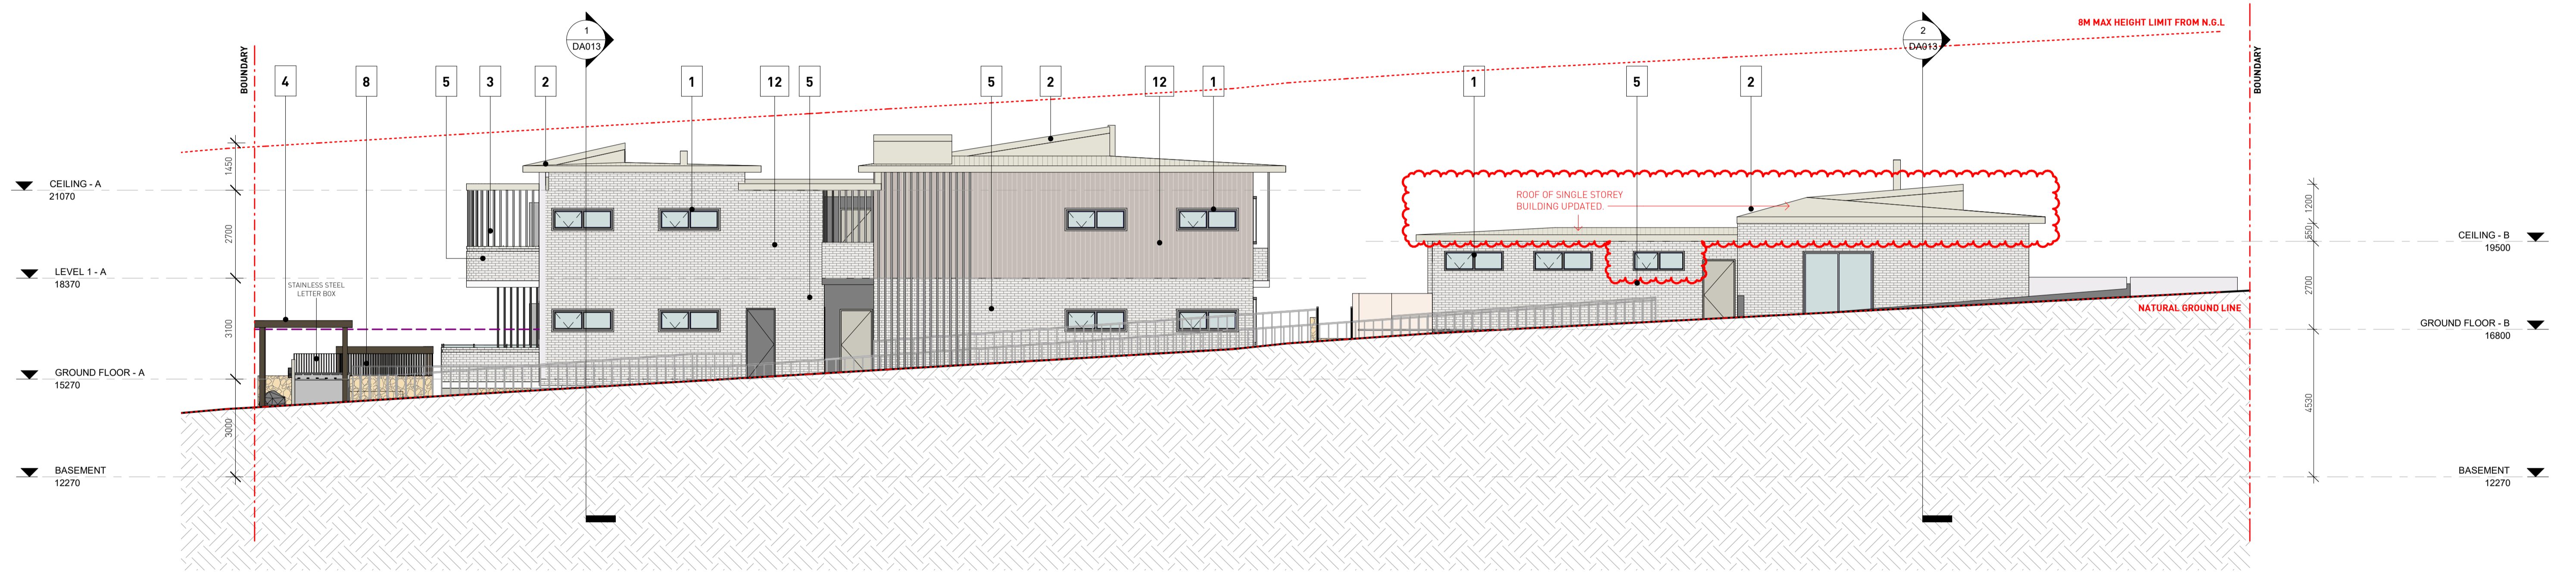 8M MAX HEIGHT LIMIT FROM N.G.L
1
DA013
2
DA013
BOUNDARY
BOUNDARY
4
8
5
3
2
1
12
5
5
2
12
1
1
5
2
1450
2700
3100
3000
CEILING - A
21070
LEVEL 1 - A
18370
GROUND FLOOR - A
15270
BASEMENT
12270
STAINLESS STEEL
LETTER BOX
ROOF OF SINGLE STOREY
BUILDING UPDATED.
NATURAL GROUND LINE
1200
550
2700
4530
CEILING - B
19500
GROUND FLOOR - B
16800
BASEMENT
12270